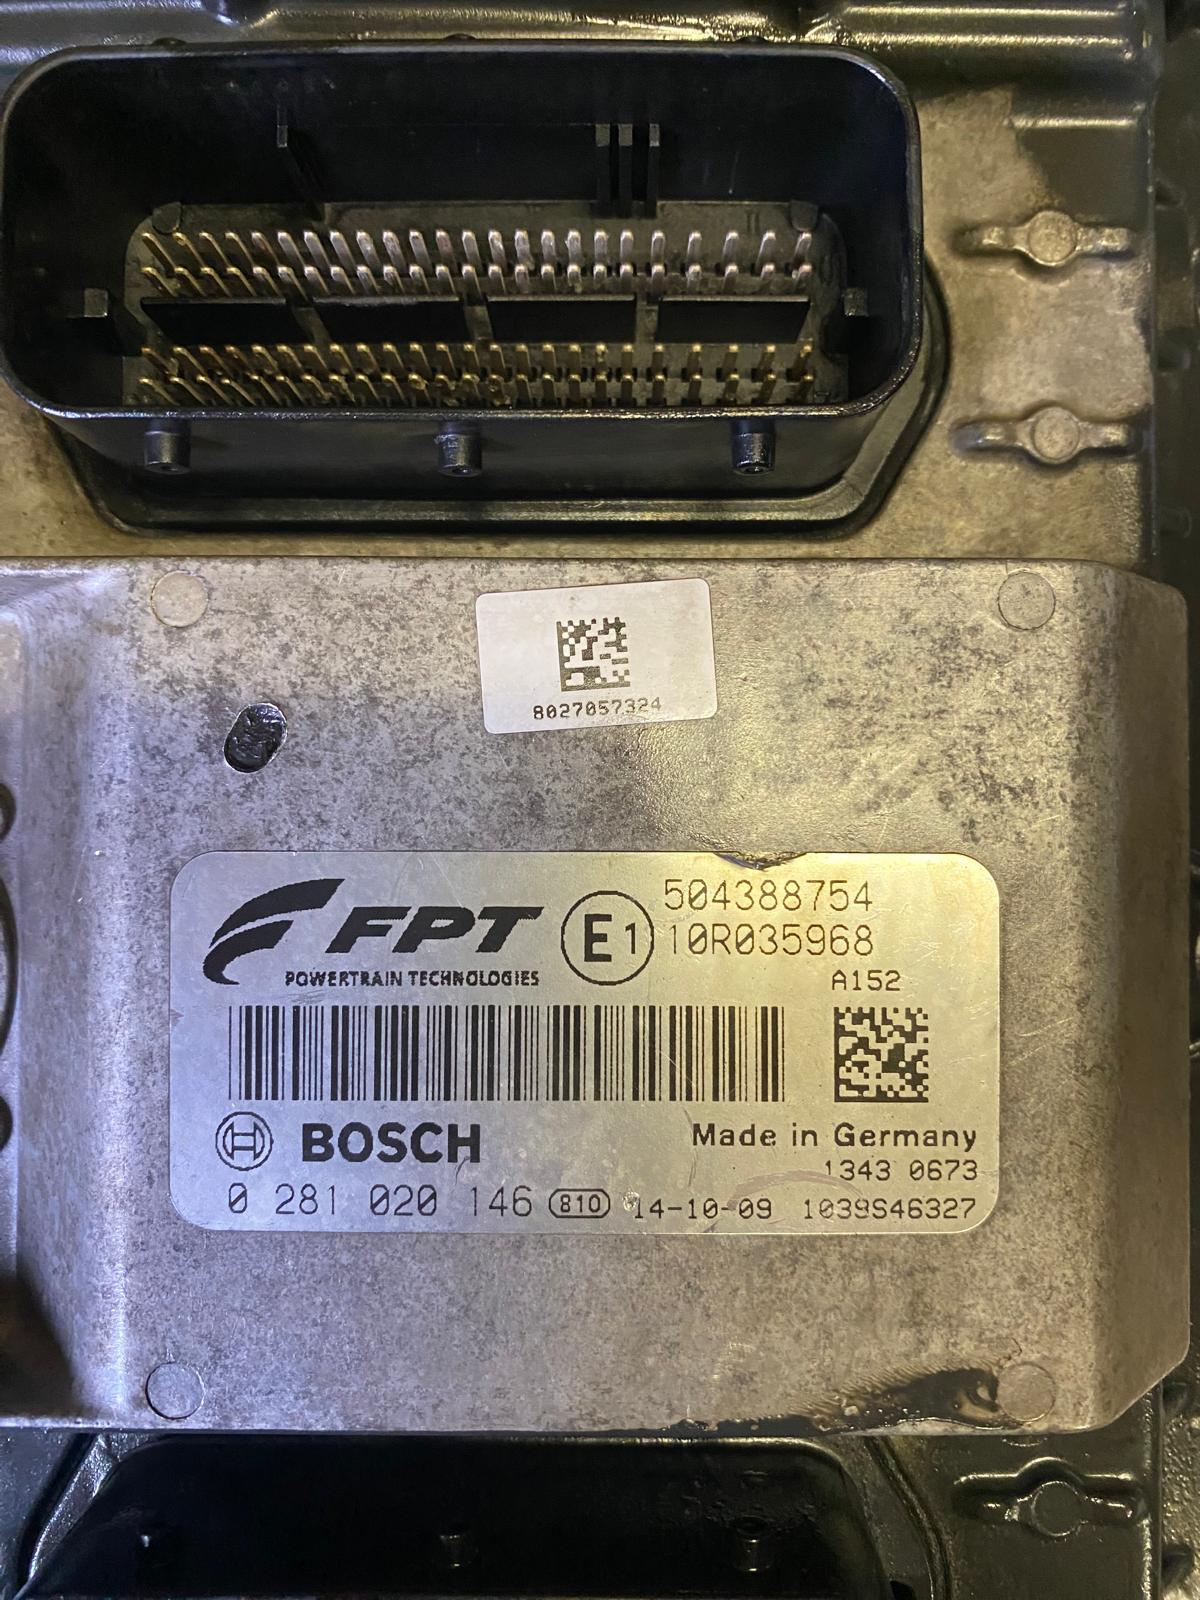 8027057324
FPT
POWERTRAIN TECHNOLOGIES
E1
504388754
10R035968
A152
BOSCH
Made in Germany
1343 0673
0 281 020 146 810 14-10-09 1039S46327